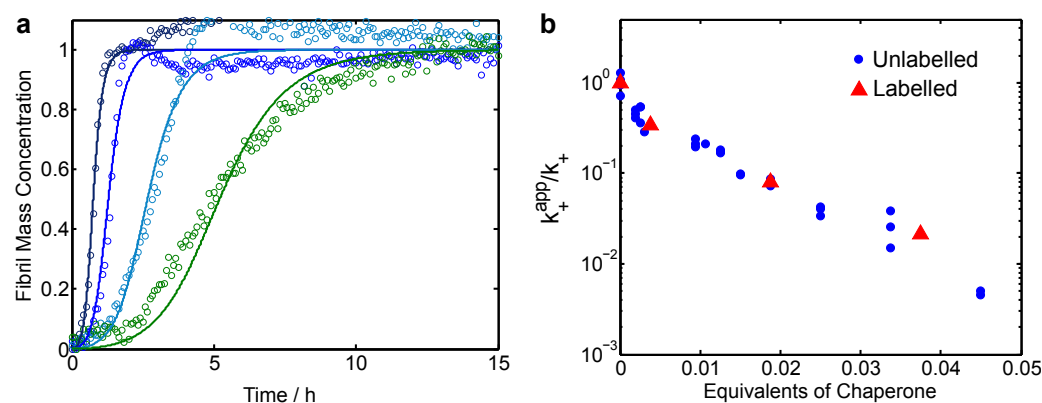 a
Fibril Mass Concentration
1
0.8
0.6
0.4
0.2
0
0
5
10
15
Time / h
b
k₊ᵃᵖᵖ/k₊
10⁰
10⁻¹
10⁻²
10⁻³
0
0.01
0.02
0.03
0.04
0.05
Equivalents of Chaperone
Unlabelled
Labelled